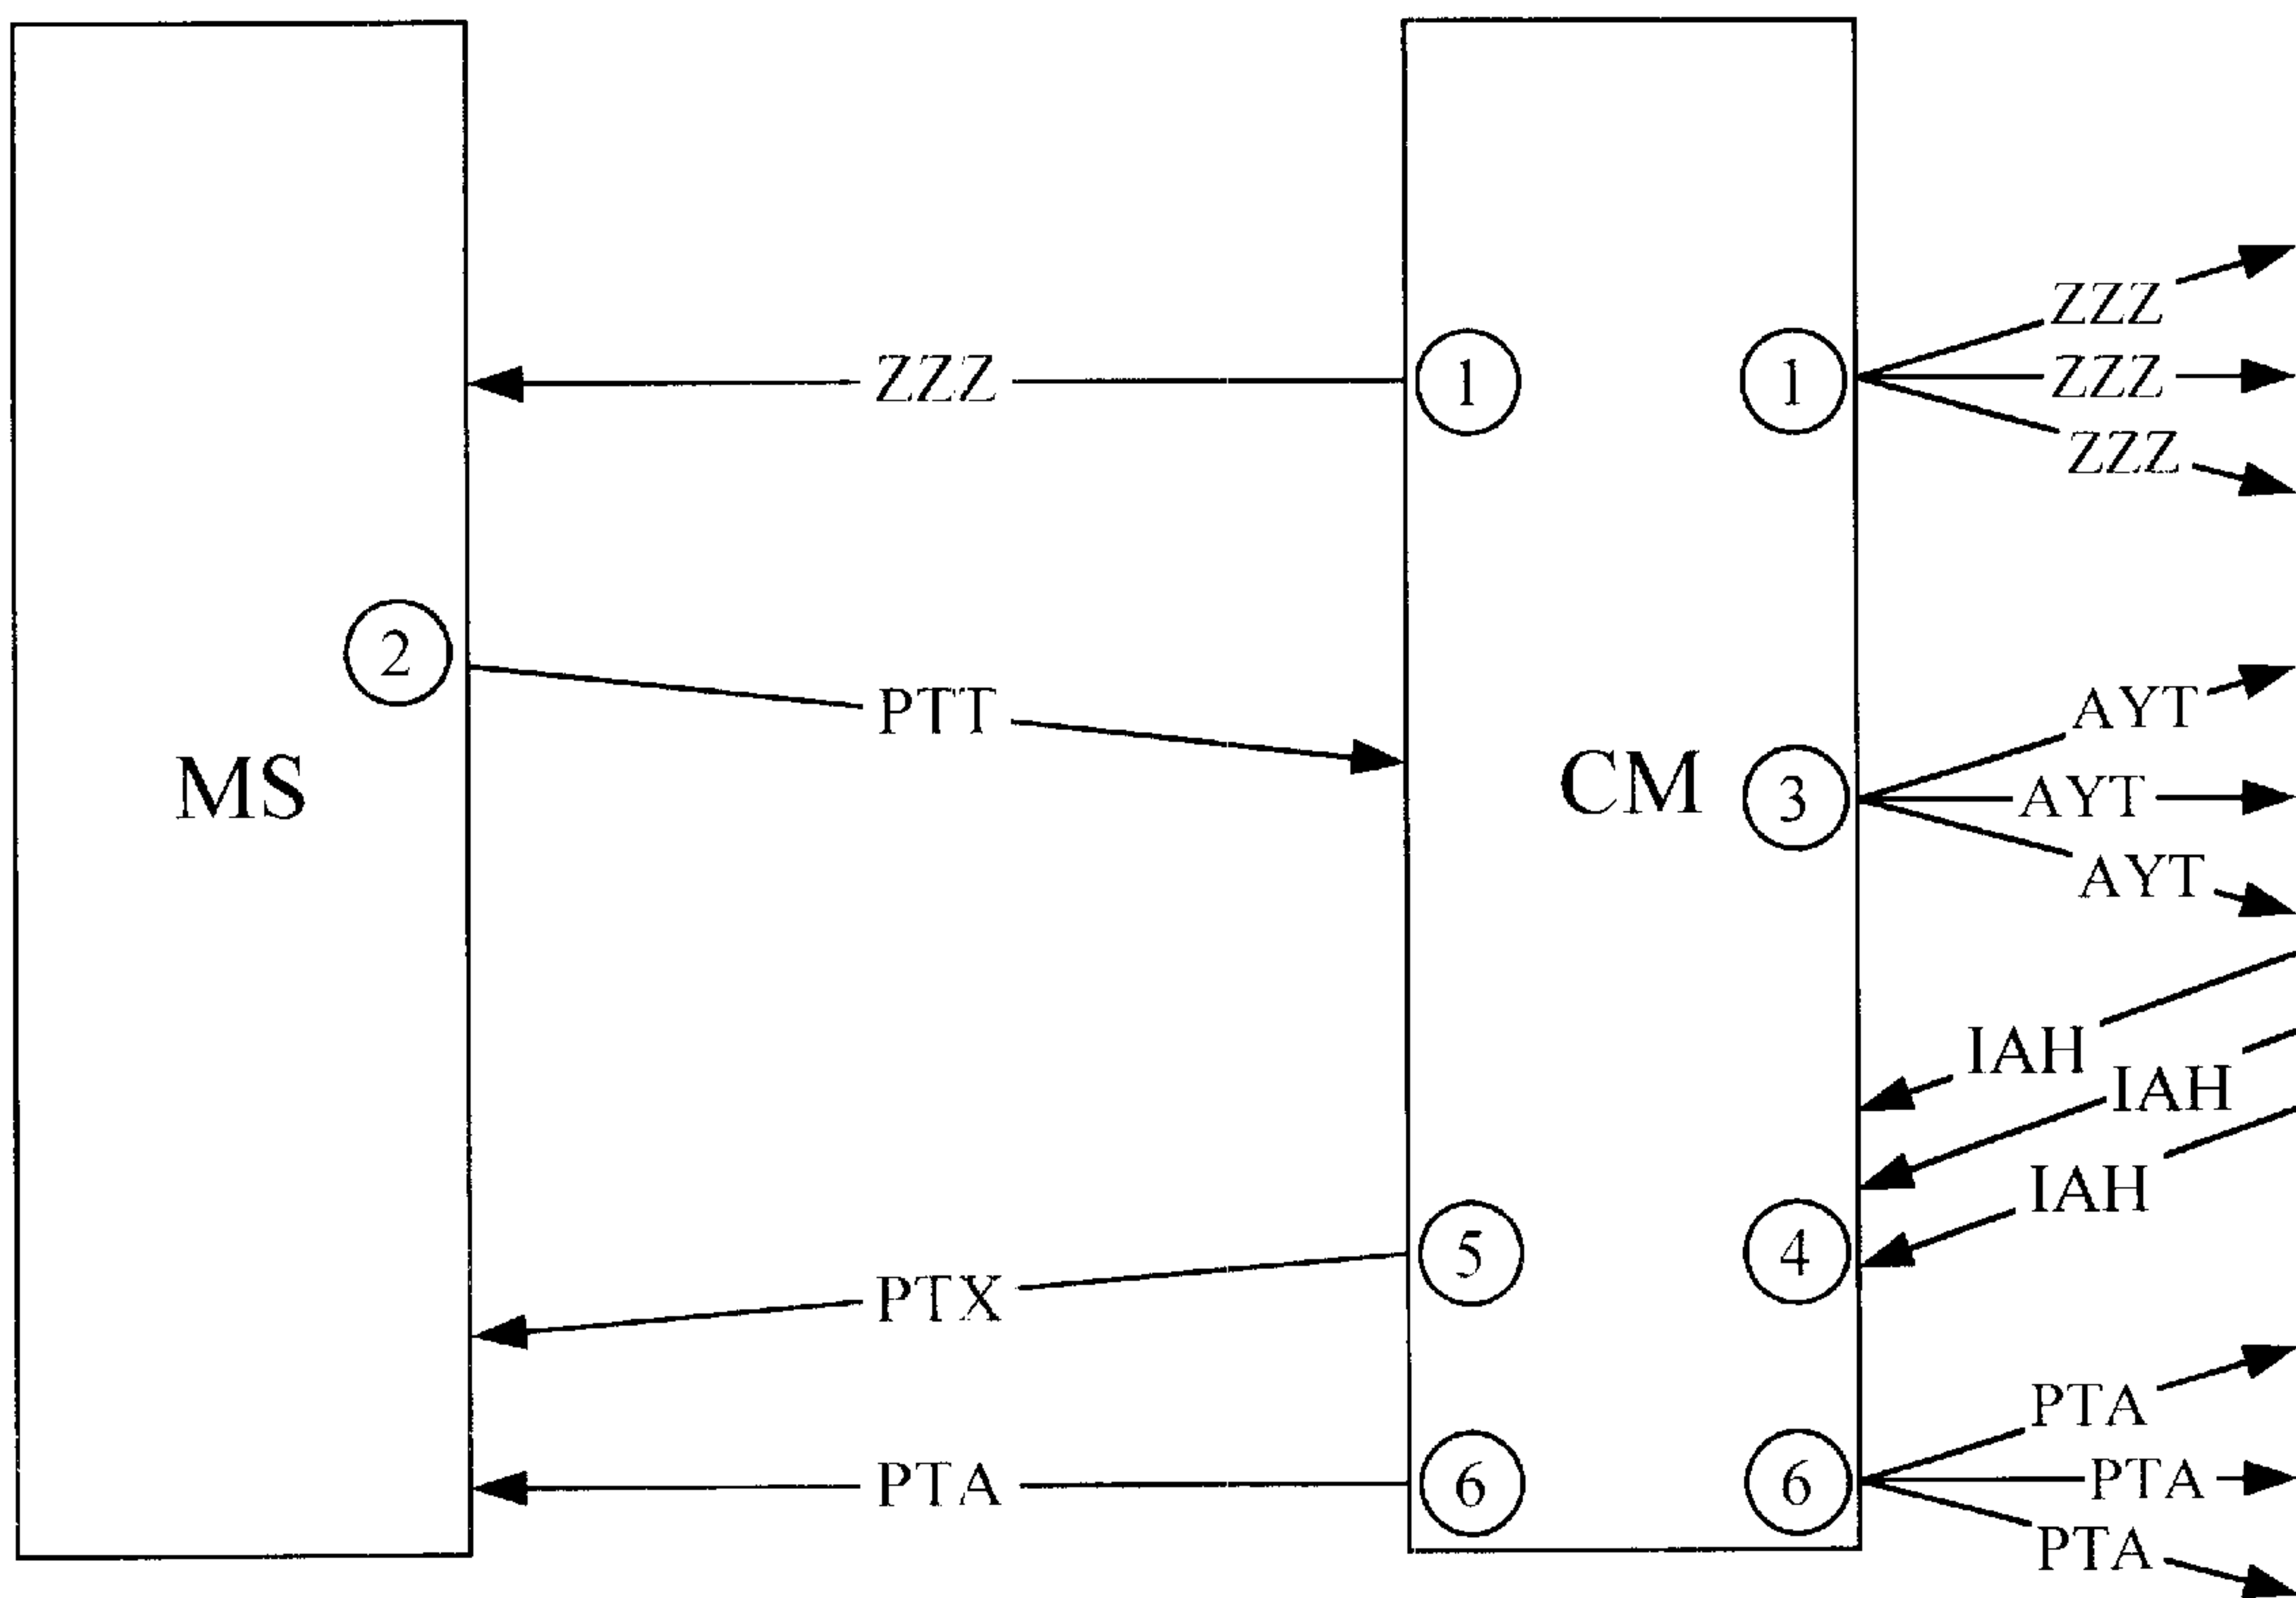 ZZZ
ZZZ 1 1 ZZZ
ZZZ
2
PTT AYT
MS CM 3 AYT
AYT
IAH
IAH
IAH
5 4
PTX
PTA
PTA 6 6 PTA
PTA